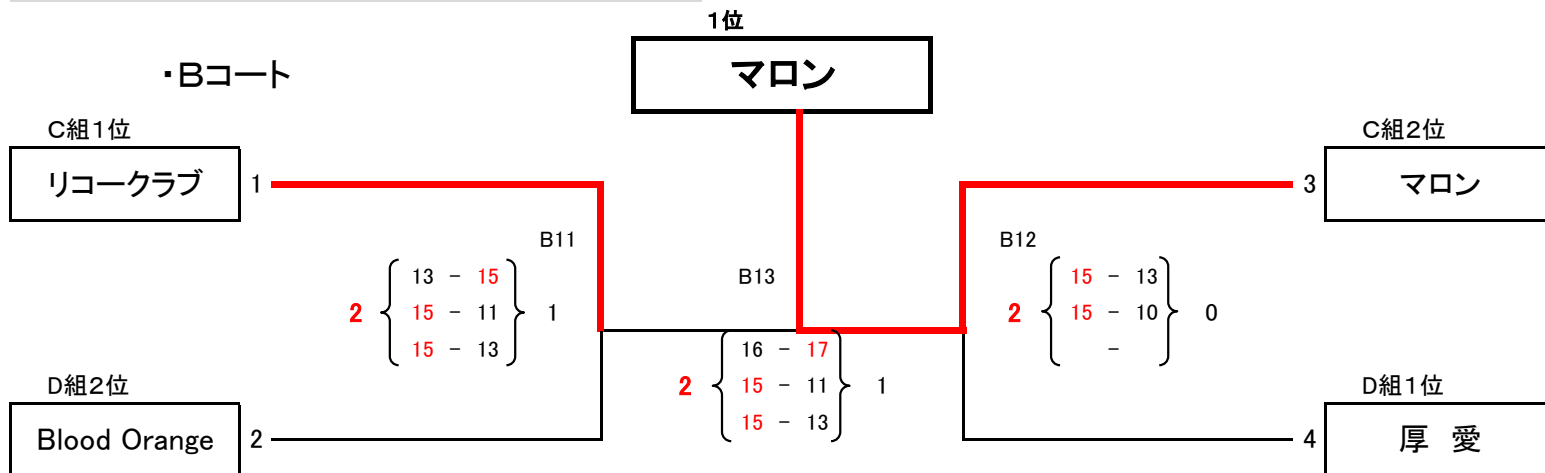 1位
マロン
・Bコート
C組1位
リコークラブ 1
C組2位
3 マロン
B11
13 - 15
2 15 - 11 1
15 - 13
B13
B12
15 - 13
2 15 - 10 0
-
16 - 17
2 15 - 11 1
15 - 13
D組2位
Blood Orange 2
D組1位
4 厚 愛